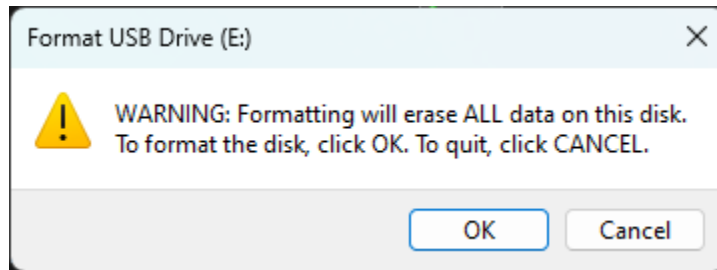 Format USB Drive (E:)
WARNING: Formatting will erase ALL data on this disk.
To format the disk, click OK. To quit, click CANCEL.
OK
Cancel